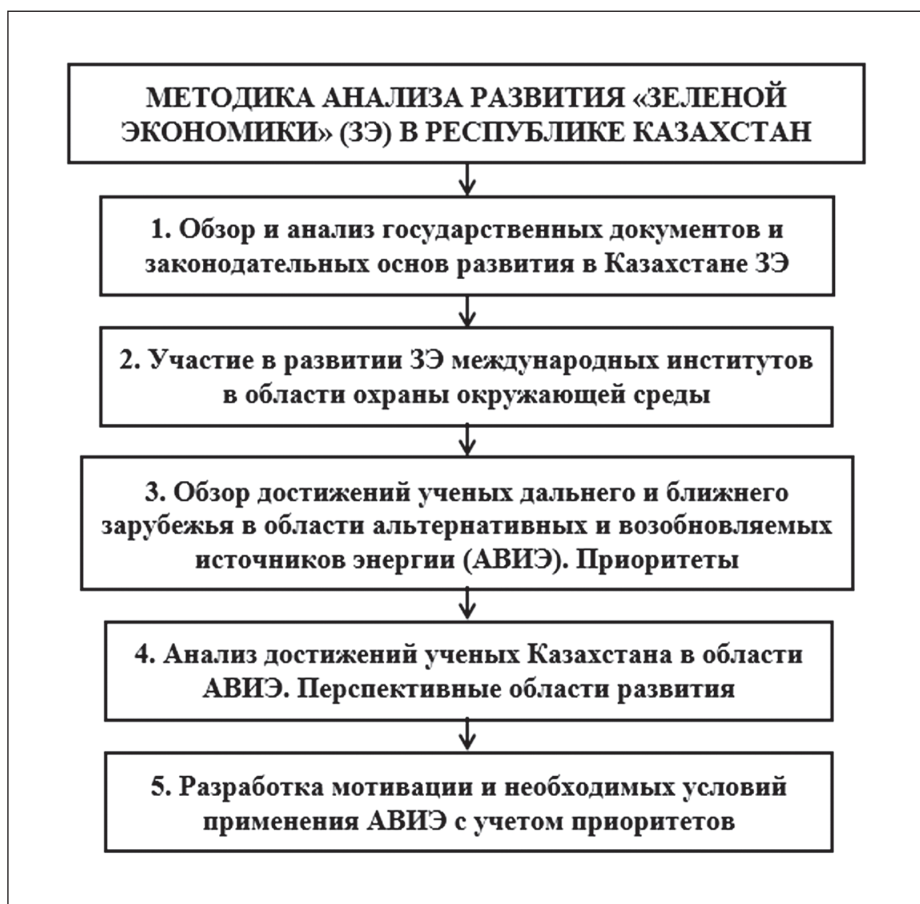 МЕТОДИКА АНАЛИЗА РАЗВИТИЯ «ЗЕЛЕНОЙ
ЭКОНОМИКИ» (ЗЭ) В РЕСПУБЛИКЕ КАЗАХСТАН
1. Обзор и анализ государственных документов и
законодательных основ развития в Казахстане ЗЭ
2. Участие в развитии ЗЭ международных институтов
в области охраны окружающей среды
3. Обзор достижений ученых дальнего и ближнего
зарубежья в области альтернативных и возобновляемых
источников энергии (АВИЭ). Приоритеты
4. Анализ достижений ученых Казахстана в области
АВИЭ. Перспективные области развития
5. Разработка мотивации и необходимых условий
применения АВИЭ с учетом приоритетов